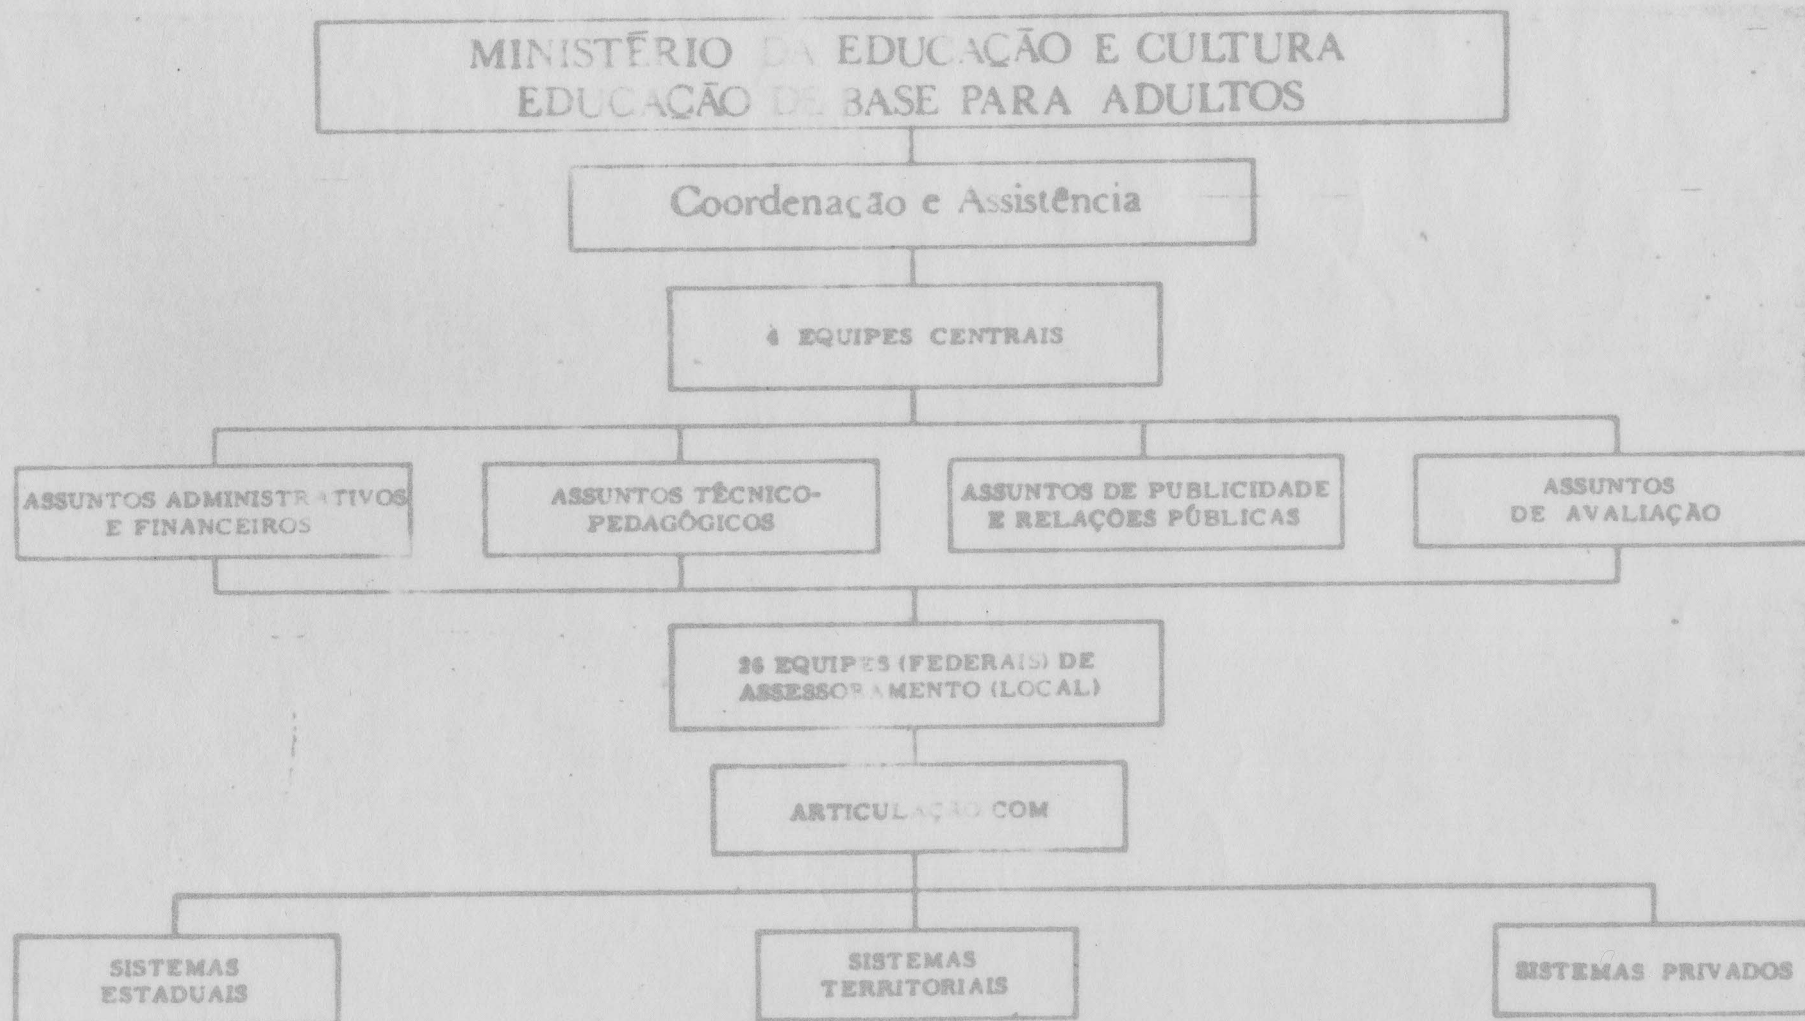 MINISTÉRIO DA EDUCAÇÃO E CULTURA
EDUCAÇÃO DE BASE PARA ADULTOS
Coordenação e Assistência
4 EQUIPES CENTRAIS
ASSUNTOS ADMINISTRATIVOS
E FINANCEIROS
ASSUNTOS TÉCNICO-
PEDAGÓGICOS
ASSUNTOS DE PUBLICIDADE
E RELAÇÕES PÚBLICAS
ASSUNTOS
DE AVALIAÇÃO
26 EQUIPES (FEDERAIS) DE
ASSESSORAMENTO (LOCAL)
ARTICULAÇÃO COM
SISTEMAS
ESTADUAIS
SISTEMAS
TERRITORIAIS
SISTEMAS PRIVADOS